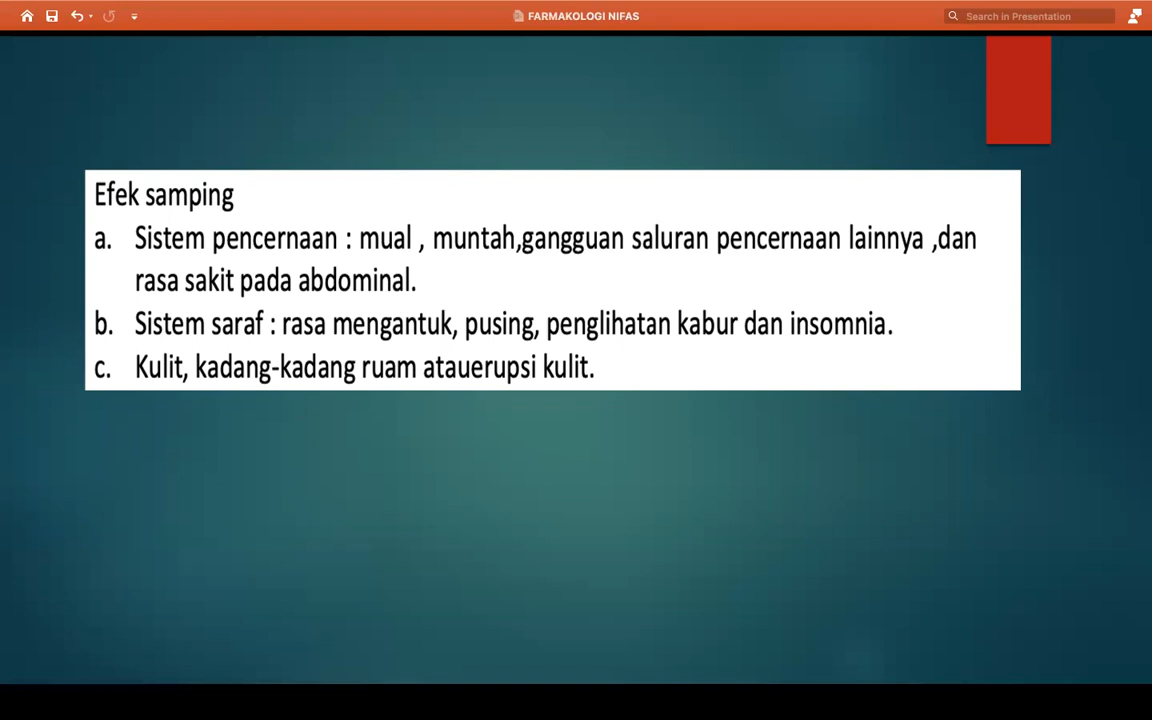 FARMAKOLOGI NIFAS
Search in Presentation
Efek samping
a. Sistem pencernaan : mual , muntah,gangguan saluran pencernaan lainnya ,dan
rasa sakit pada abdominal.
b. Sistem saraf : rasa mengantuk, pusing, penglihatan kabur dan insomnia.
c. Kulit, kadang-kadang ruam atauerupsi kulit.